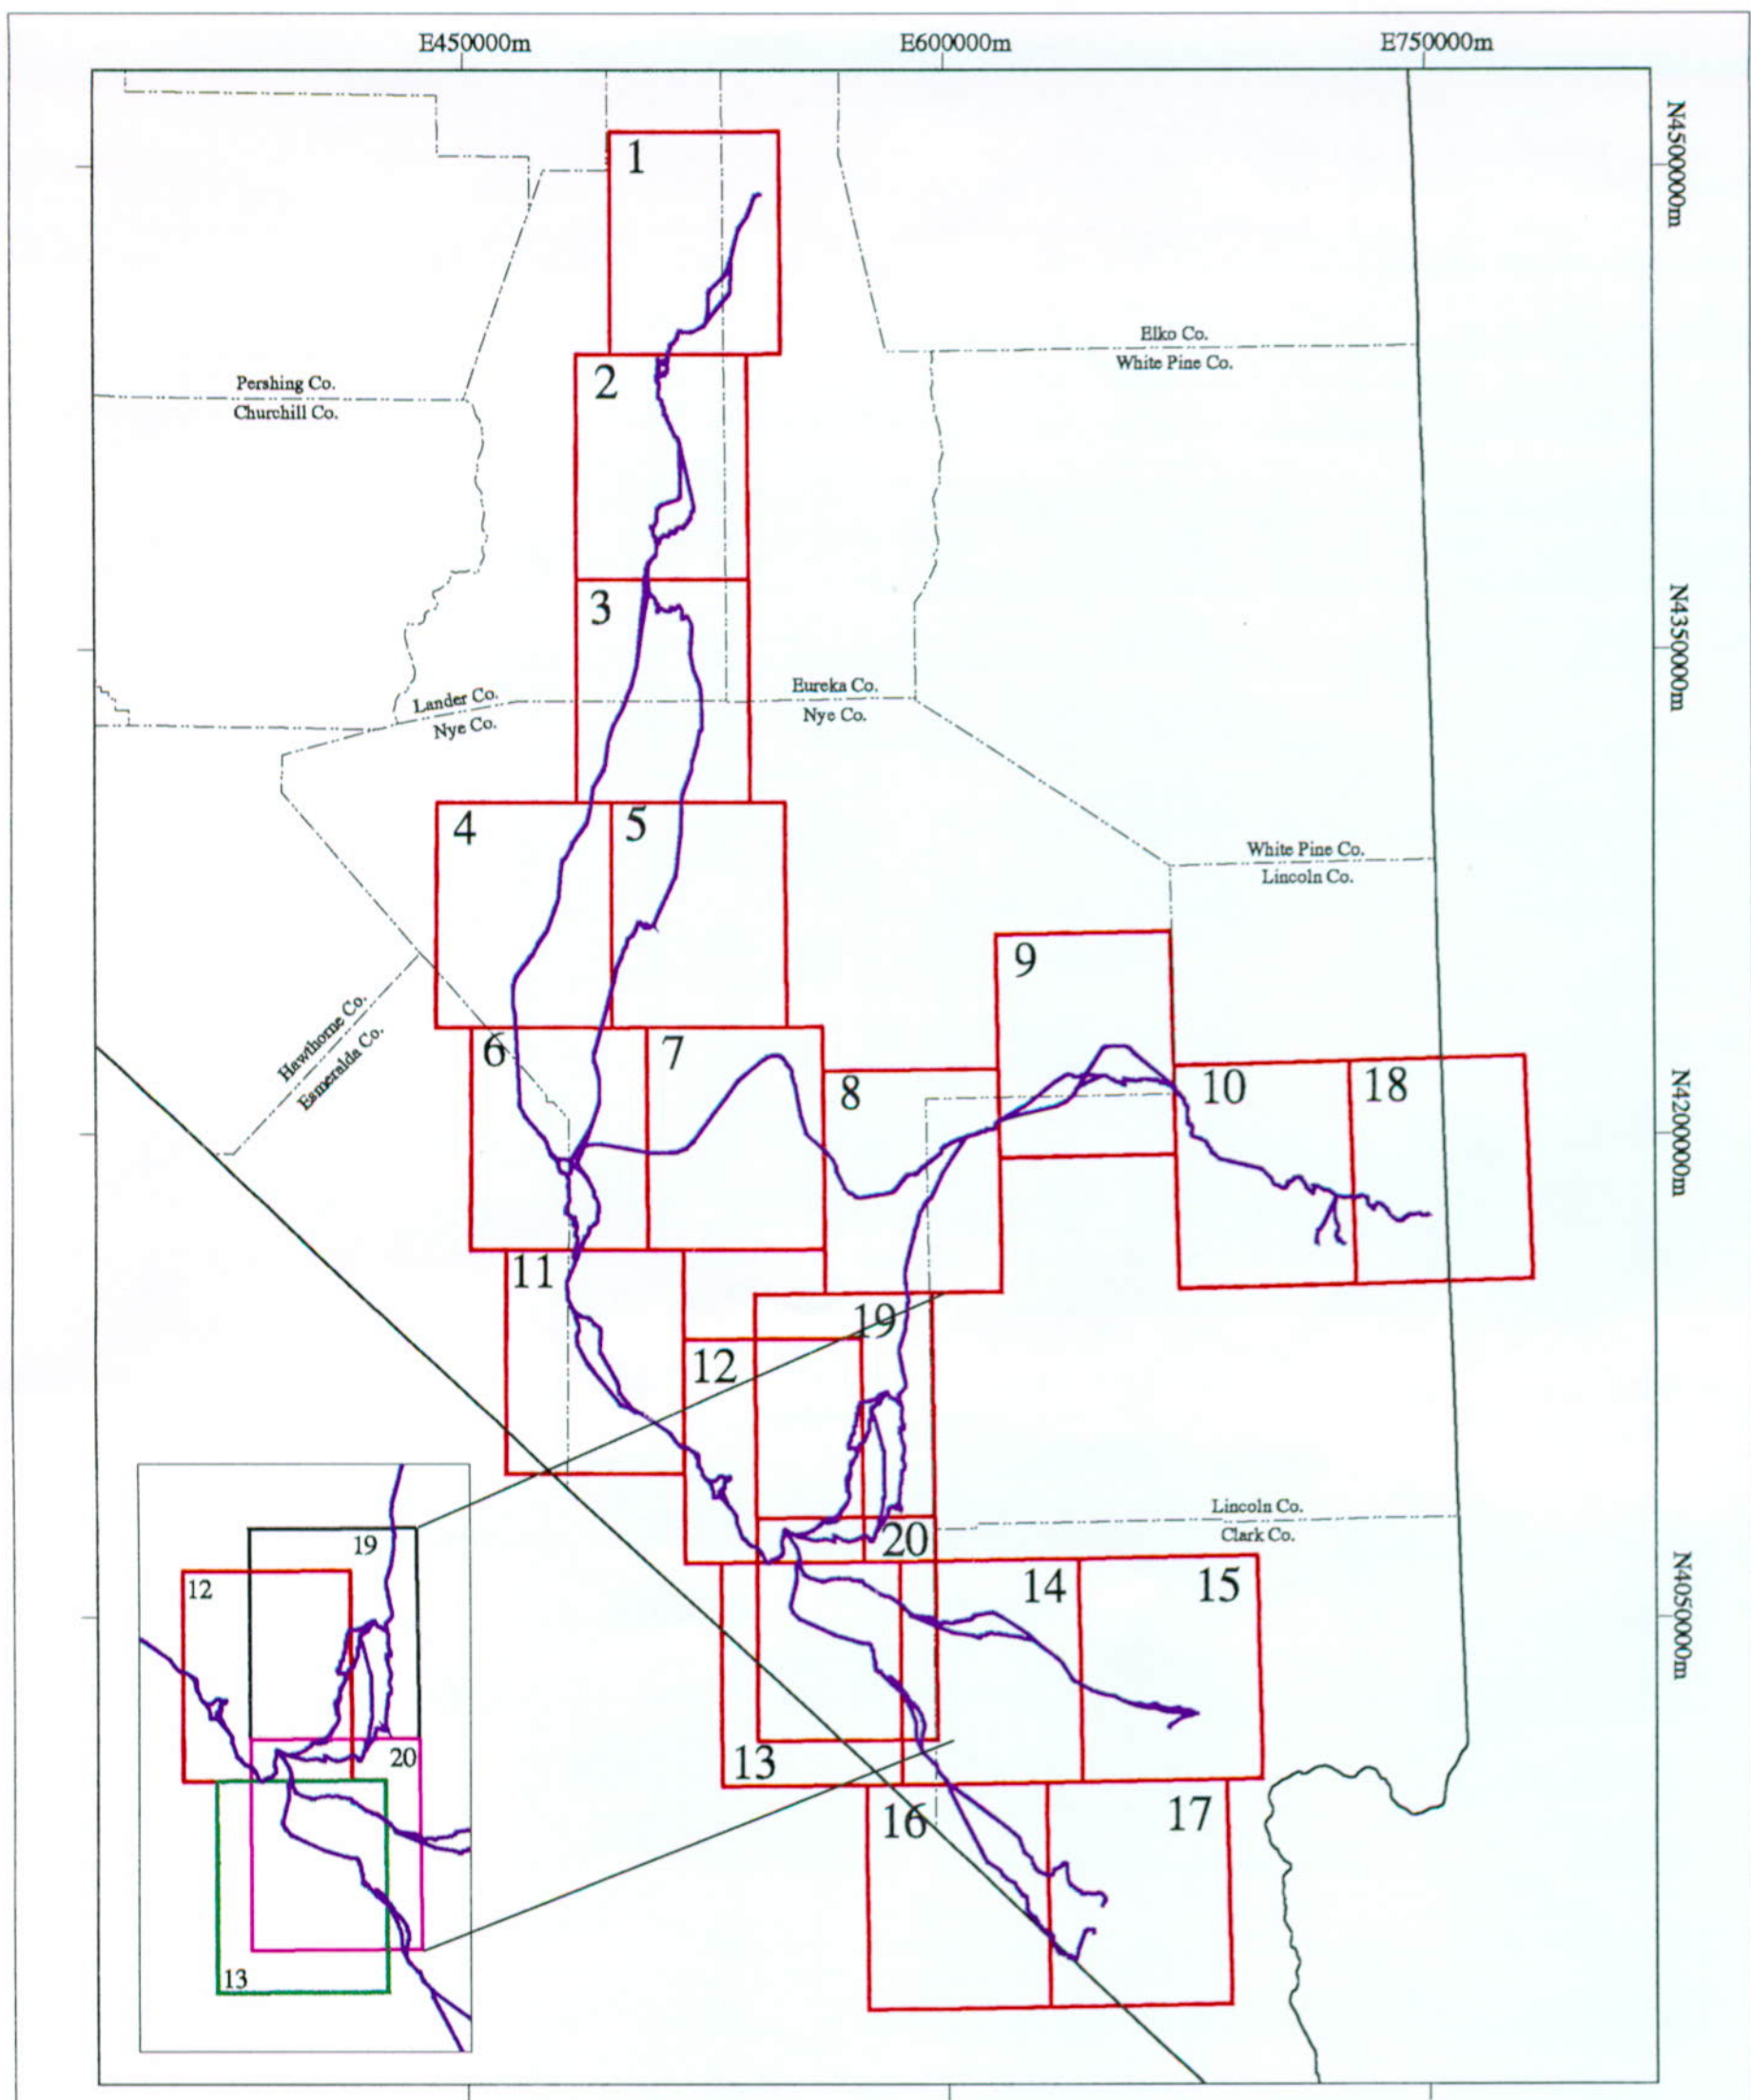 E450000m
E600000m
E750000m
N4500000m
1
Elko Co.
White Pine Co.
2
Pershing Co.
Churchill Co.
3
N4350000m
Lander Co.
Nye Co.
Eureka Co.
Nye Co.
4
5
White Pine Co.
Lincoln Co.
9
Hawthorne Co.
Esmeralda Co.
6
7
8
10
18
N4200000m
11
19
12
Lincoln Co.
Clark Co.
20
14
15
N4050000m
19
12
20
13
13
16
17